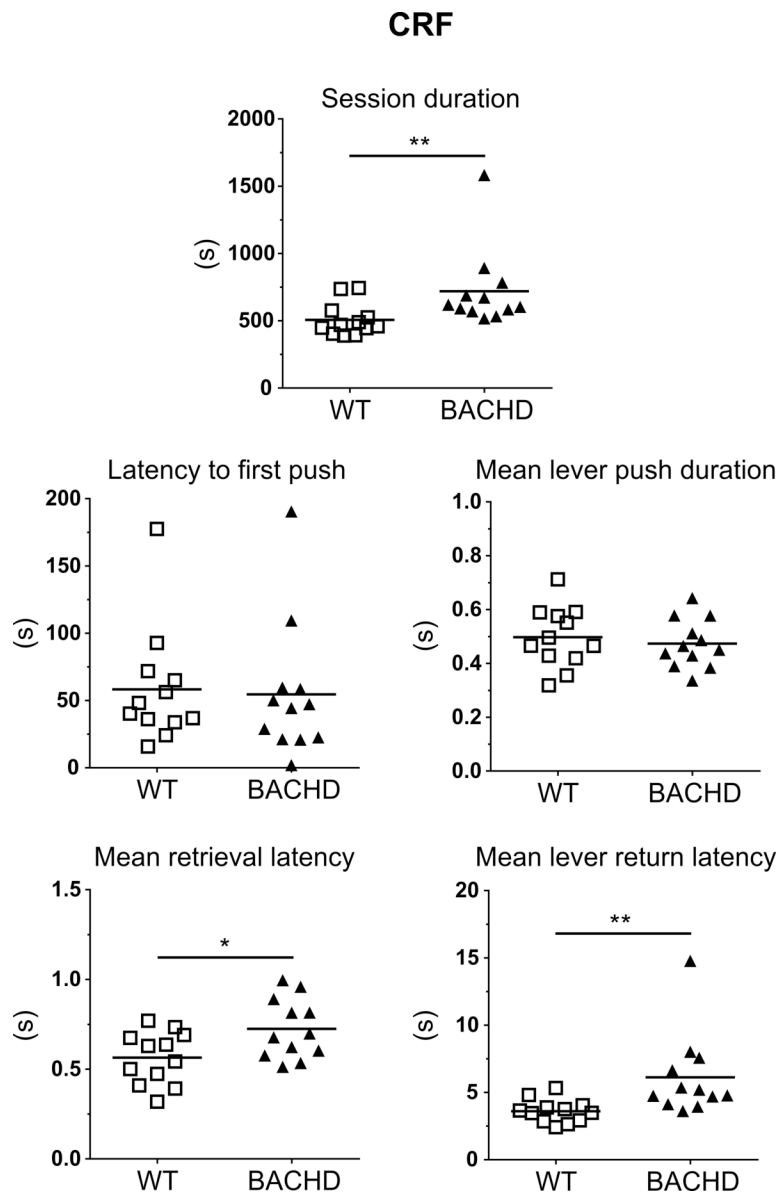 CRF
Session duration
2000
**
1500
(s)
1000
500
0
WT BACHD
Latency to first push
200
150
(s)
100
50
0
WT BACHD
Mean lever push duration
1.0
0.8
(s)
0.6
0.4
0.2
0.0
WT BACHD
Mean retrieval latency
1.5
*
1.0
(s)
0.5
0.0
WT BACHD
Mean lever return latency
20
**
15
(s)
10
5
0
WT BACHD